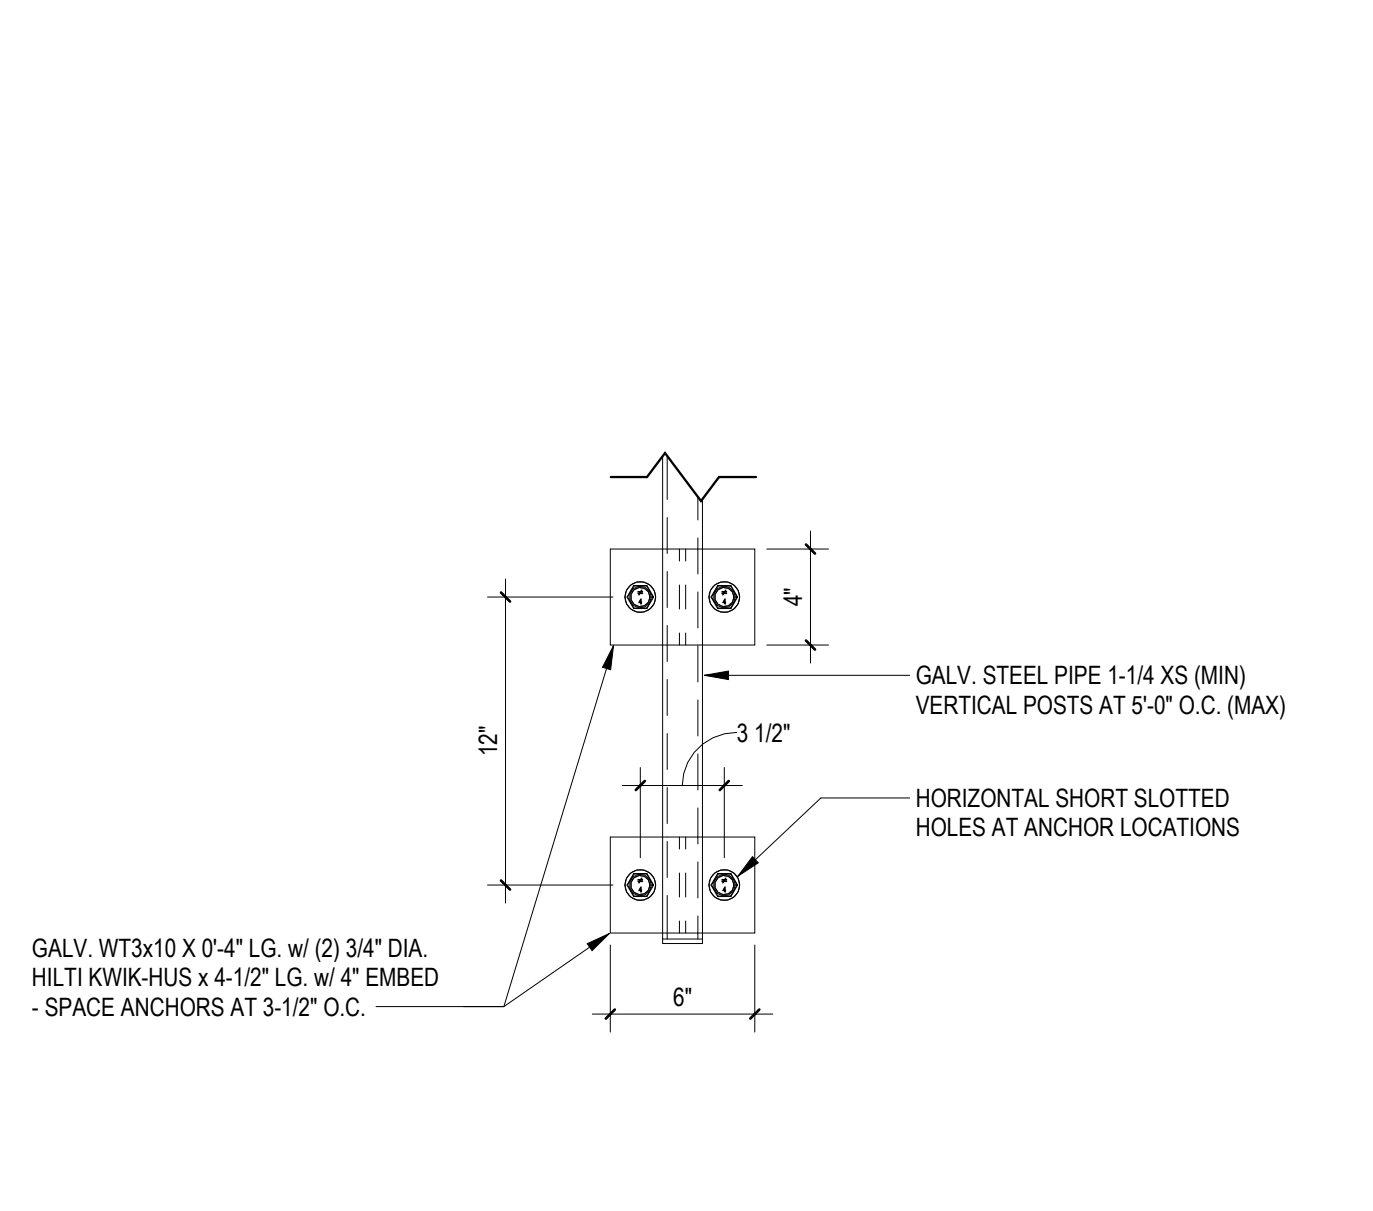 4"
GALV. STEEL PIPE 1-1/4 XS (MIN)
VERTICAL POSTS AT 5'-0" O.C. (MAX)
12"
3 1/2"
HORIZONTAL SHORT SLOTTED
HOLES AT ANCHOR LOCATIONS
GALV. WT3x10 X 0'-4" LG. w/ (2) 3/4" DIA.
HILTI KWIK-HUS x 4-1/2" LG. w/ 4" EMBED
- SPACE ANCHORS AT 3-1/2" O.C.
6"